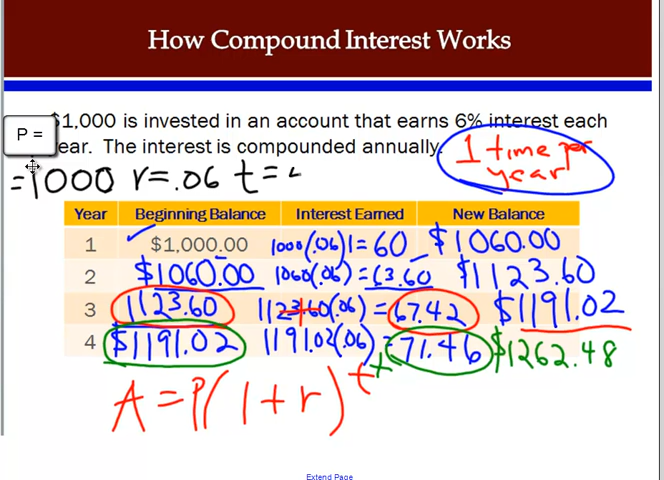 How Compound Interest Works
$1,000 is invested in an account that earns 6% interest each
P =
ear. The interest is compounded annually.
1 time per
year
=1000 r=.06 t=
Year Beginning Balance Interest Earned New Balance
1 $1,000.00 1000(.06)1=60 $1060.00
2 $1060.00 1060(.06)=63.60 $1123.60
3 1123.60 1123.60(.06)=67.42 $1191.02
4 $1191.02 1191.02(.06)=71.46 $1262.48
+
A=P(1+r)t
Extend Page